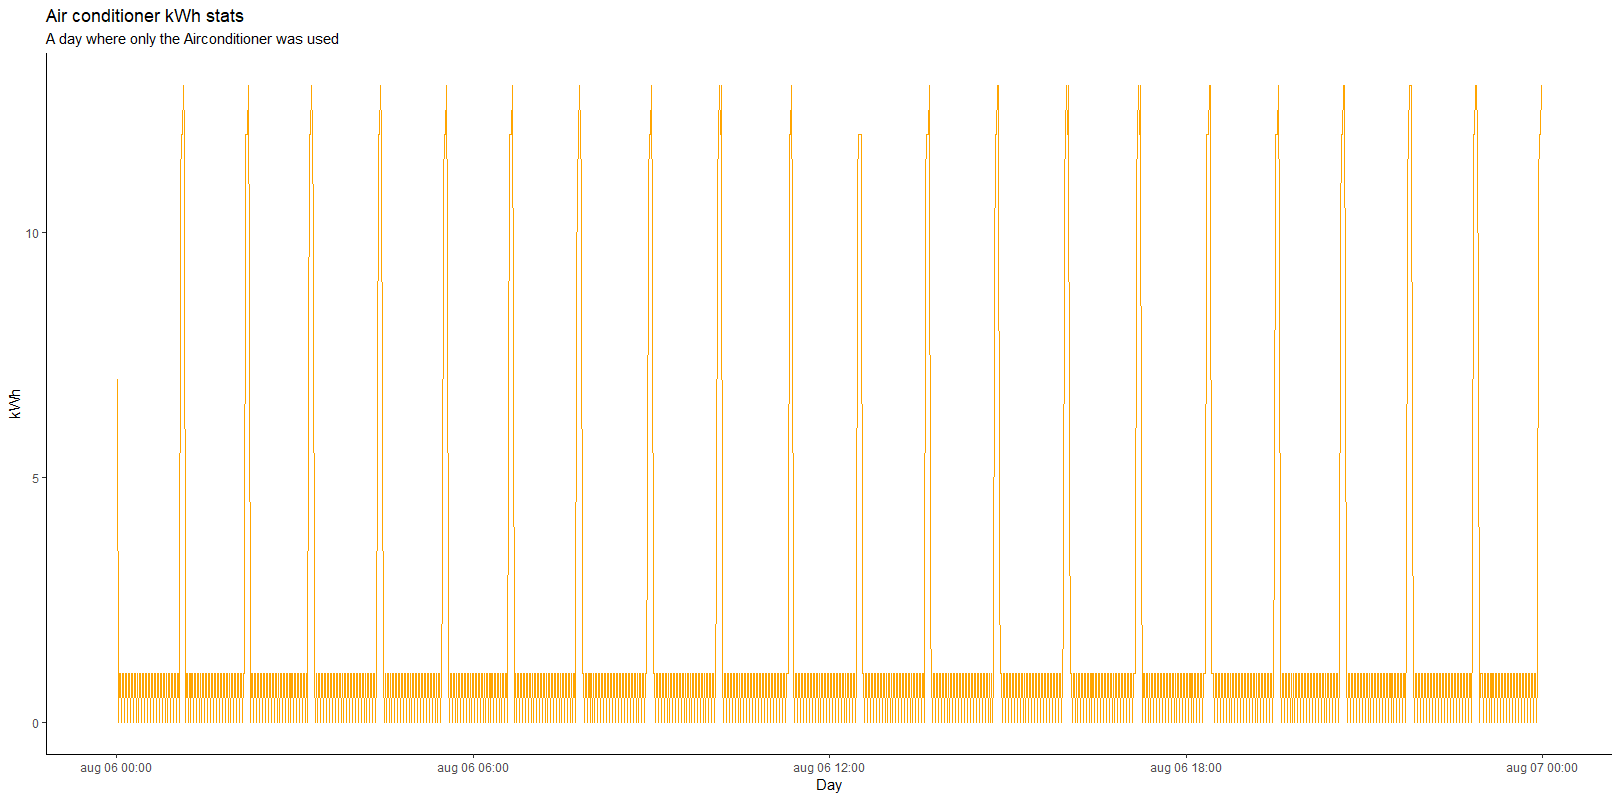 Air conditioner kWh stats
A day where only the Airconditioner was used
kWh
10
5
0
aug 06 00:00
aug 06 06:00
aug 06 12:00
aug 06 18:00
aug 07 00:00
Day